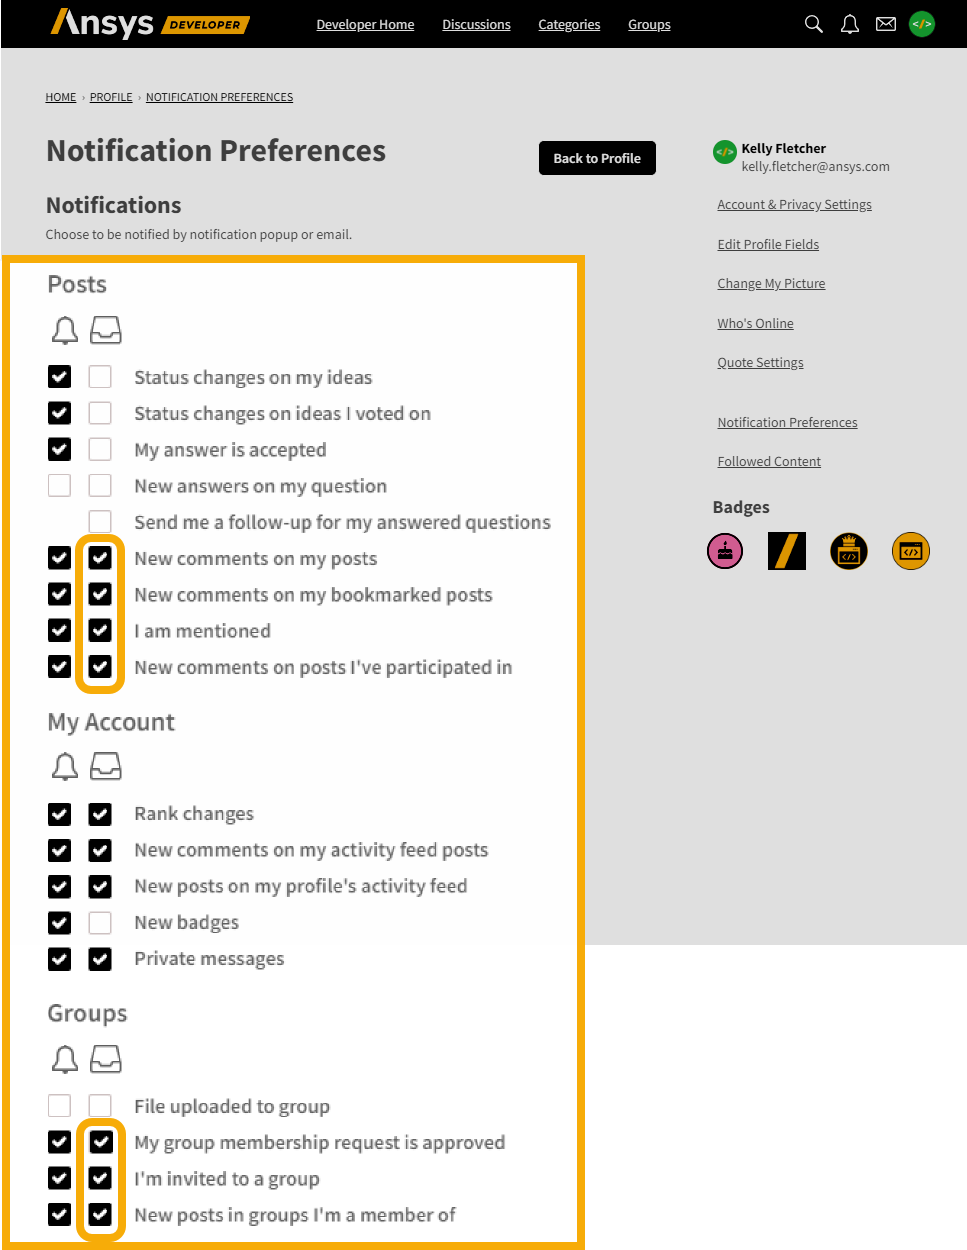 Ansys DEVELOPER
Developer Home Discussions Categories Groups
HOME › PROFILE › NOTIFICATION PREFERENCES
Notification Preferences
Back to Profile
Notifications
Choose to be notified by notification popup or email.
Posts
Status changes on my ideas
Status changes on ideas I voted on
My answer is accepted
New answers on my question
Send me a follow-up for my answered questions
New comments on my posts
New comments on my bookmarked posts
I am mentioned
New comments on posts I've participated in
My Account
Rank changes
New comments on my activity feed posts
New posts on my profile's activity feed
New badges
Private messages
Groups
File uploaded to group
My group membership request is approved
I'm invited to a group
New posts in groups I'm a member of
Kelly Fletcher
kelly.fletcher@ansys.com
Account & Privacy Settings
Edit Profile Fields
Change My Picture
Who's Online
Quote Settings
Notification Preferences
Followed Content
Badges